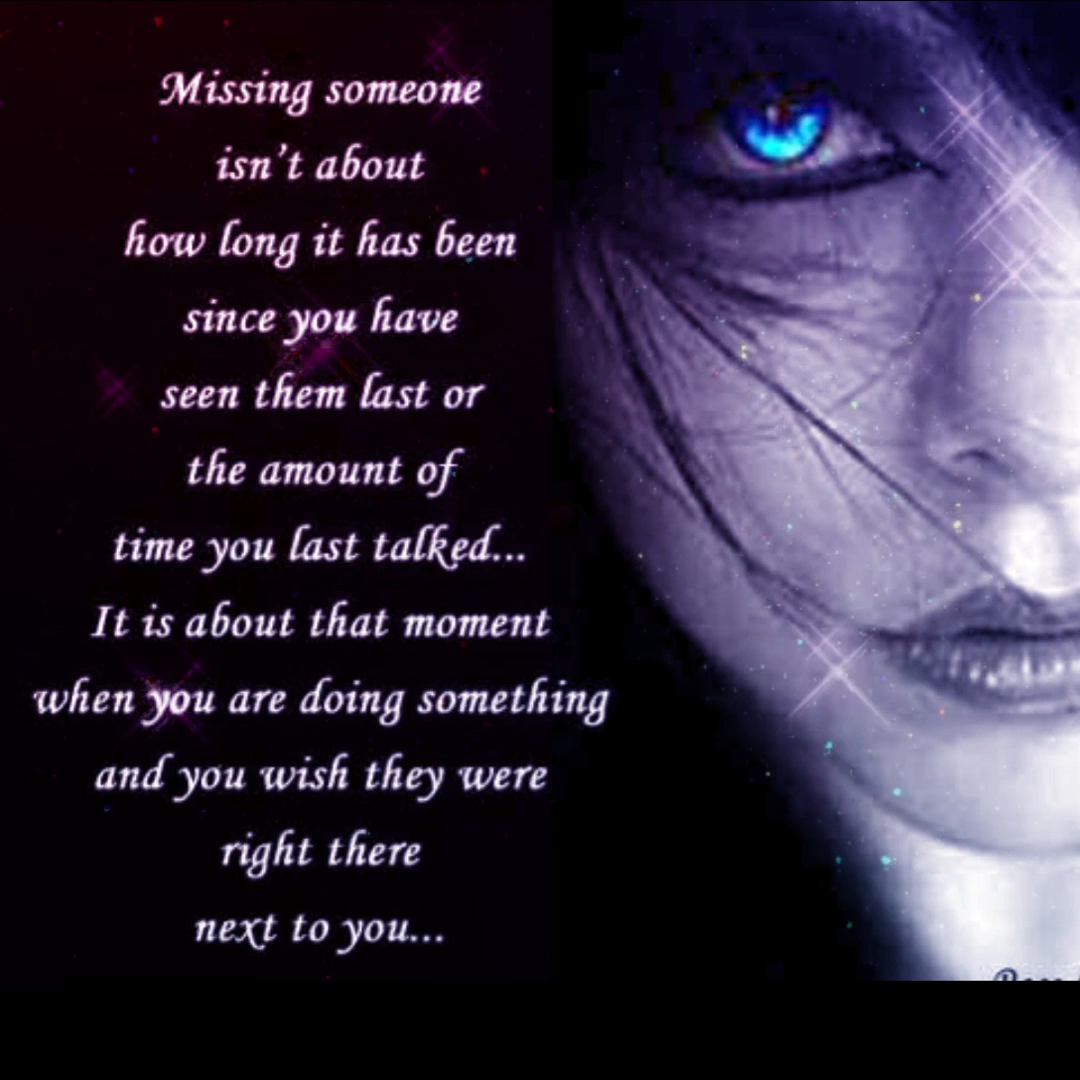 Missing someone
isn't about
how long it has been
since you have
seen them last or
the amount of
time you last talked...
It is about that moment
when you are doing something
and you wish they were
right there
next to you...